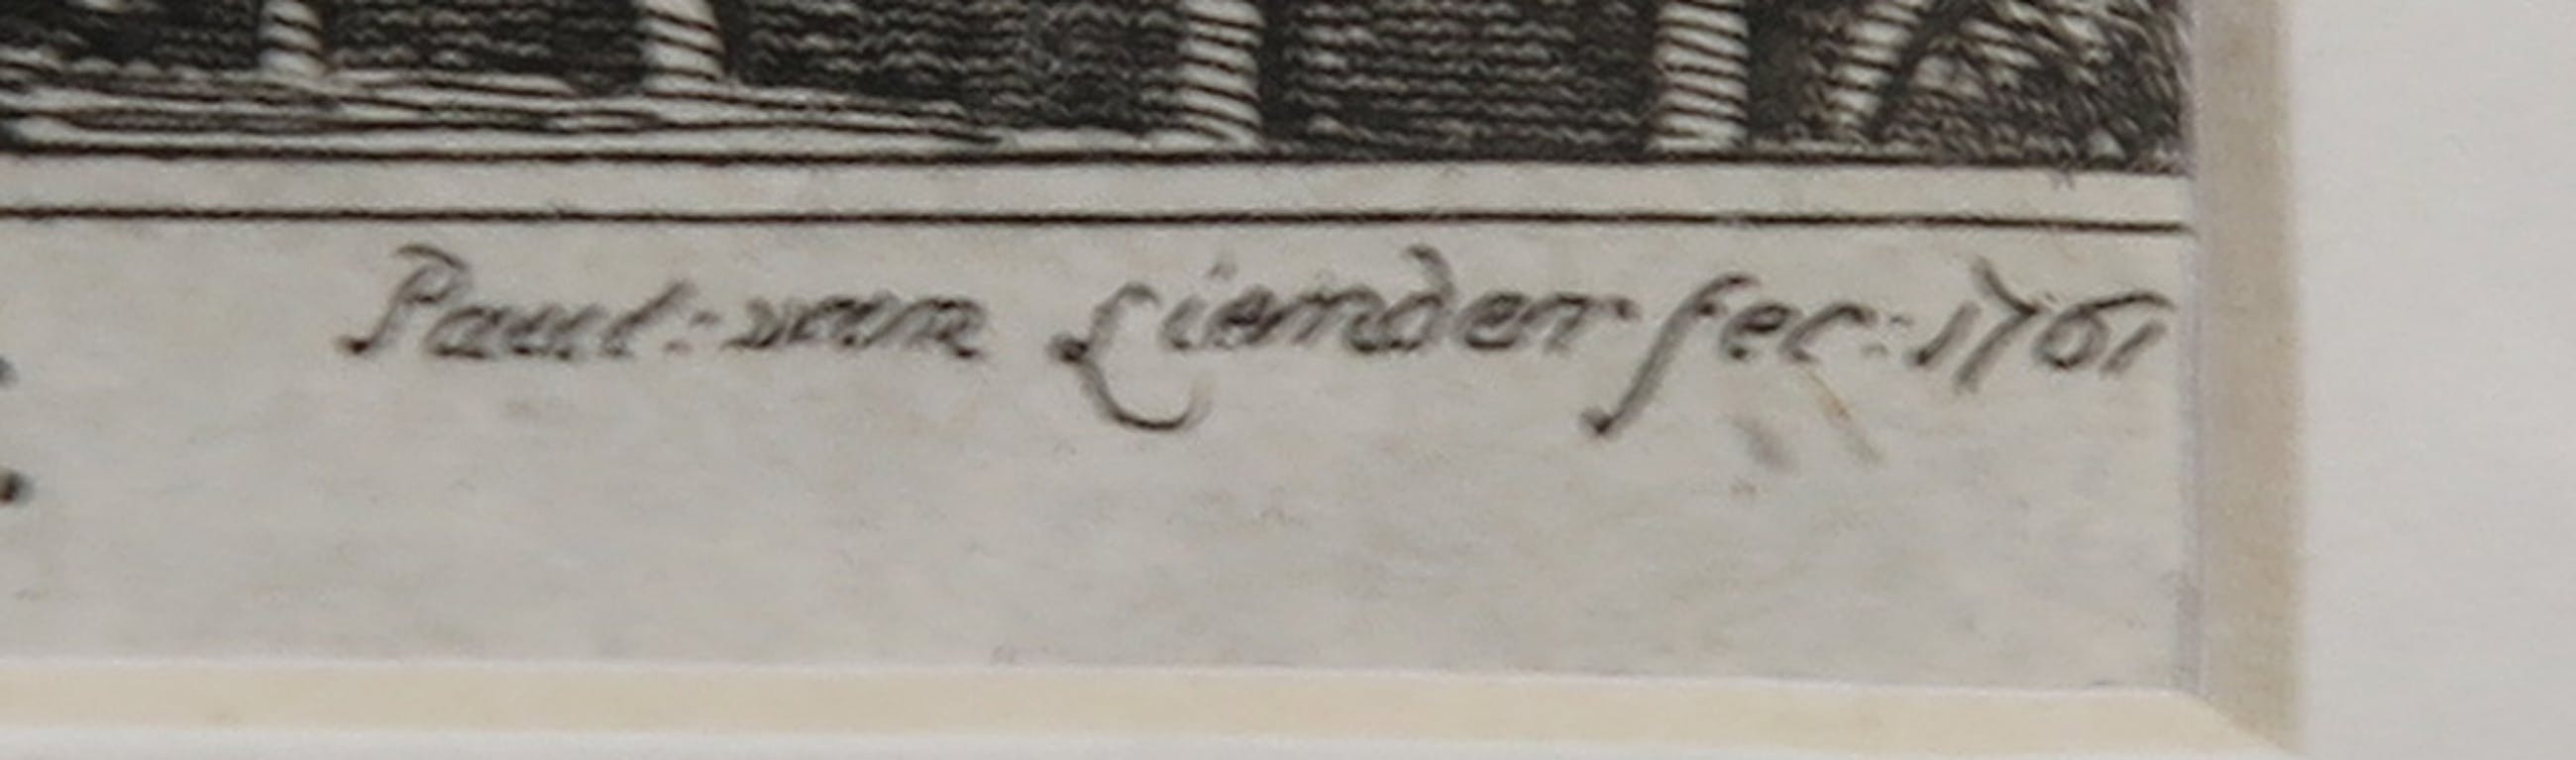 Paul: van Liender fec: 1761